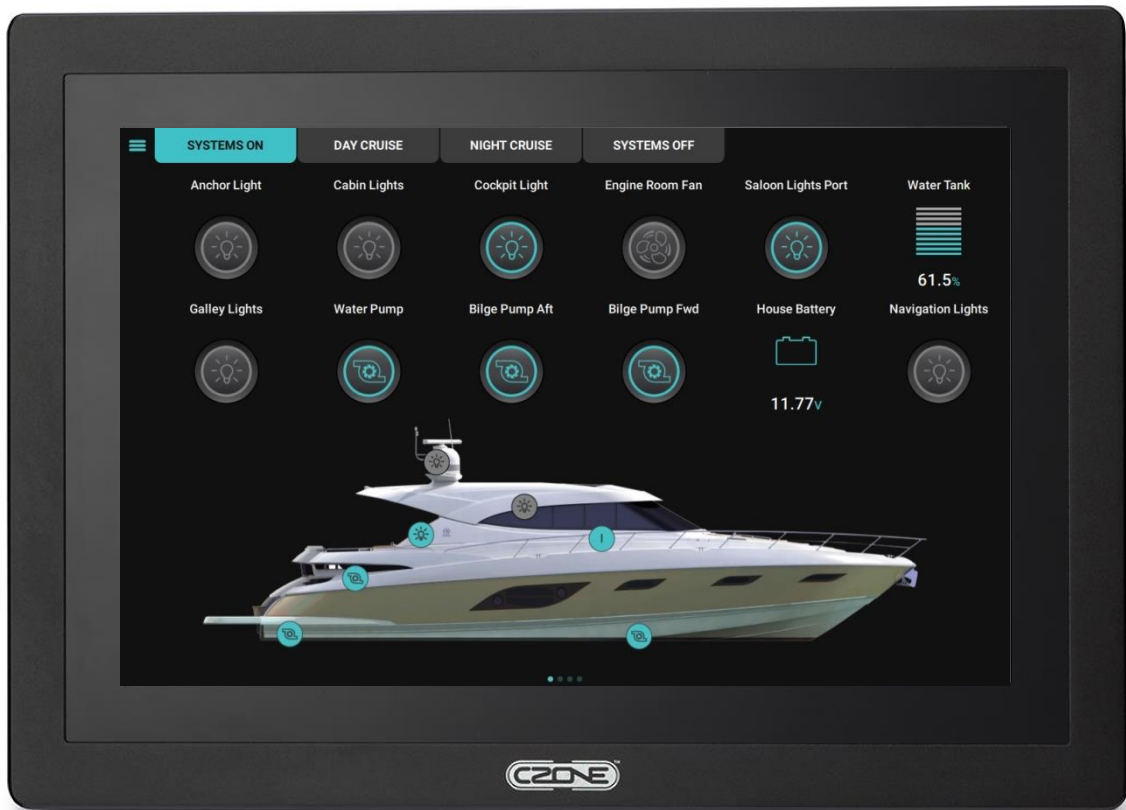 SYSTEMS ON DAY CRUISE NIGHT CRUISE SYSTEMS OFF
Anchor Light Cabin Lights Cockpit Light Engine Room Fan Saloon Lights Port Water Tank
61.5%
Galley Lights Water Pump Bilge Pump Aft Bilge Pump Fwd House Battery Navigation Lights
11.77V
CZONE™